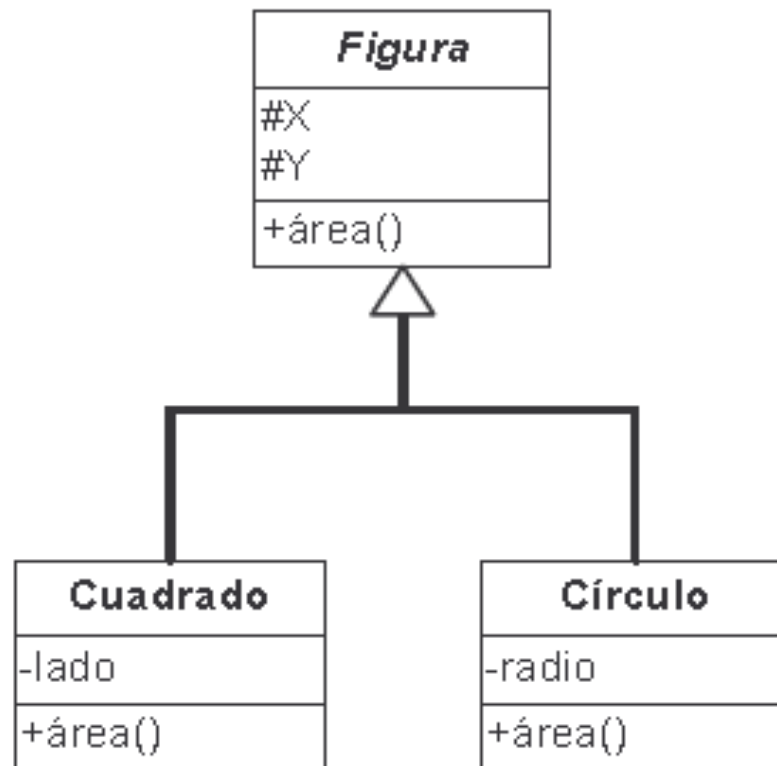 Figura
#X
#Y
+área()
Cuadrado
-lado
+área()
Círculo
-radio
+área()